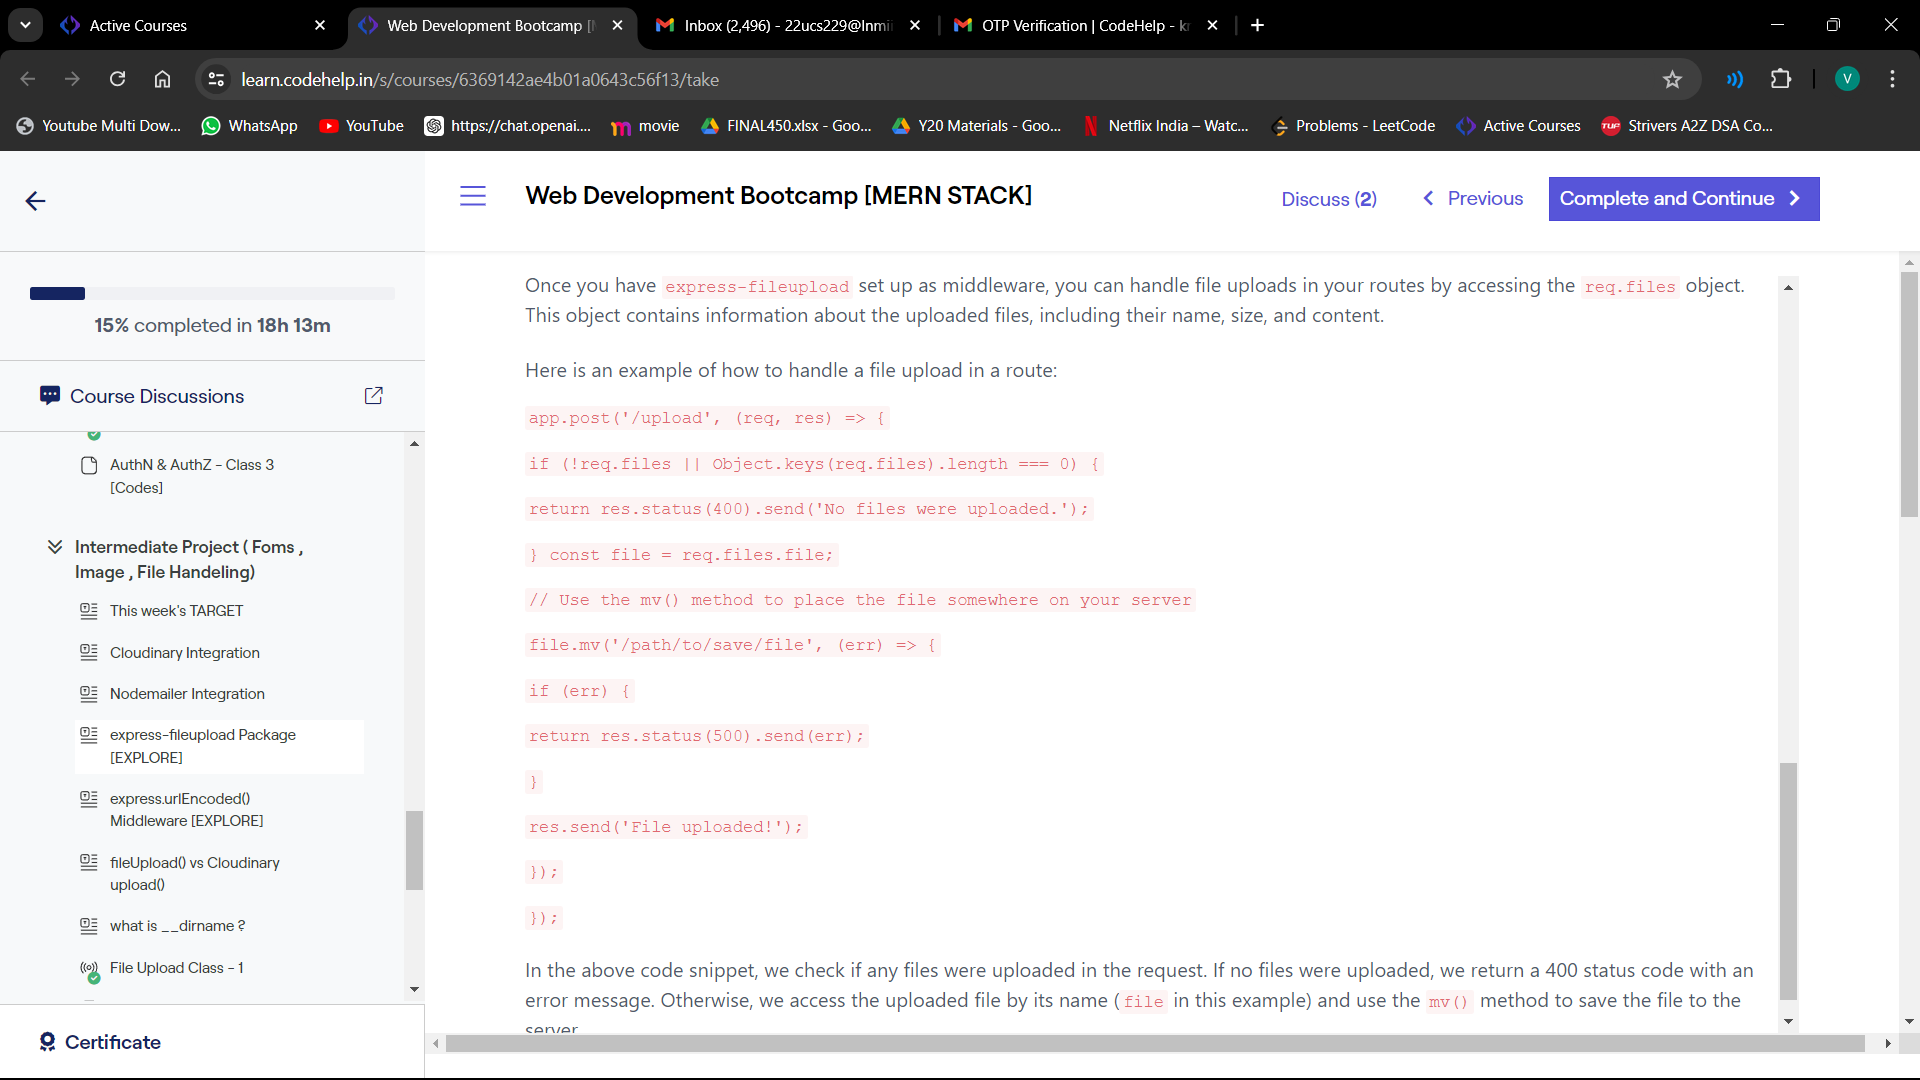 Active Courses
Web Development Bootcamp [
Inbox (2,496) - 22ucs229@lnmii
OTP Verification | CodeHelp - k
learn.codehelp.in/s/courses/6369142ae4b01a0643c56f13/take
V
Youtube Multi Dow...
WhatsApp
YouTube
https://chat.openai....
movie
FINAL450.xlsx - Goo...
Y20 Materials - Goo...
Netflix India – Watc...
Problems - LeetCode
Active Courses
TUF
Strivers A2Z DSA Co...
Web Development Bootcamp [MERN STACK]
Discuss (2)
Previous
Complete and Continue
15% completed in 18h 13m
Course Discussions
AuthN & AuthZ - Class 3
[Codes]
Intermediate Project ( Foms ,
Image , File Handeling)
This week's TARGET
Cloudinary Integration
Nodemailer Integration
express-fileupload Package
[EXPLORE]
express.urlEncoded()
Middleware [EXPLORE]
fileUpload() vs Cloudinary
upload()
what is __dirname ?
File Upload Class - 1
Certificate
Once you have express-fileupload set up as middleware, you can handle file uploads in your routes by accessing the req.files object.
This object contains information about the uploaded files, including their name, size, and content.
Here is an example of how to handle a file upload in a route:
app.post('/upload', (req, res) => {
if (!req.files || Object.keys(req.files).length === 0) {
return res.status(400).send('No files were uploaded.');
} const file = req.files.file;
// Use the mv() method to place the file somewhere on your server
file.mv('/path/to/save/file', (err) => {
if (err) {
return res.status(500).send(err);
}
res.send('File uploaded!');
});
});
In the above code snippet, we check if any files were uploaded in the request. If no files were uploaded, we return a 400 status code with an
error message. Otherwise, we access the uploaded file by its name ( file in this example) and use the mv() method to save the file to the
server